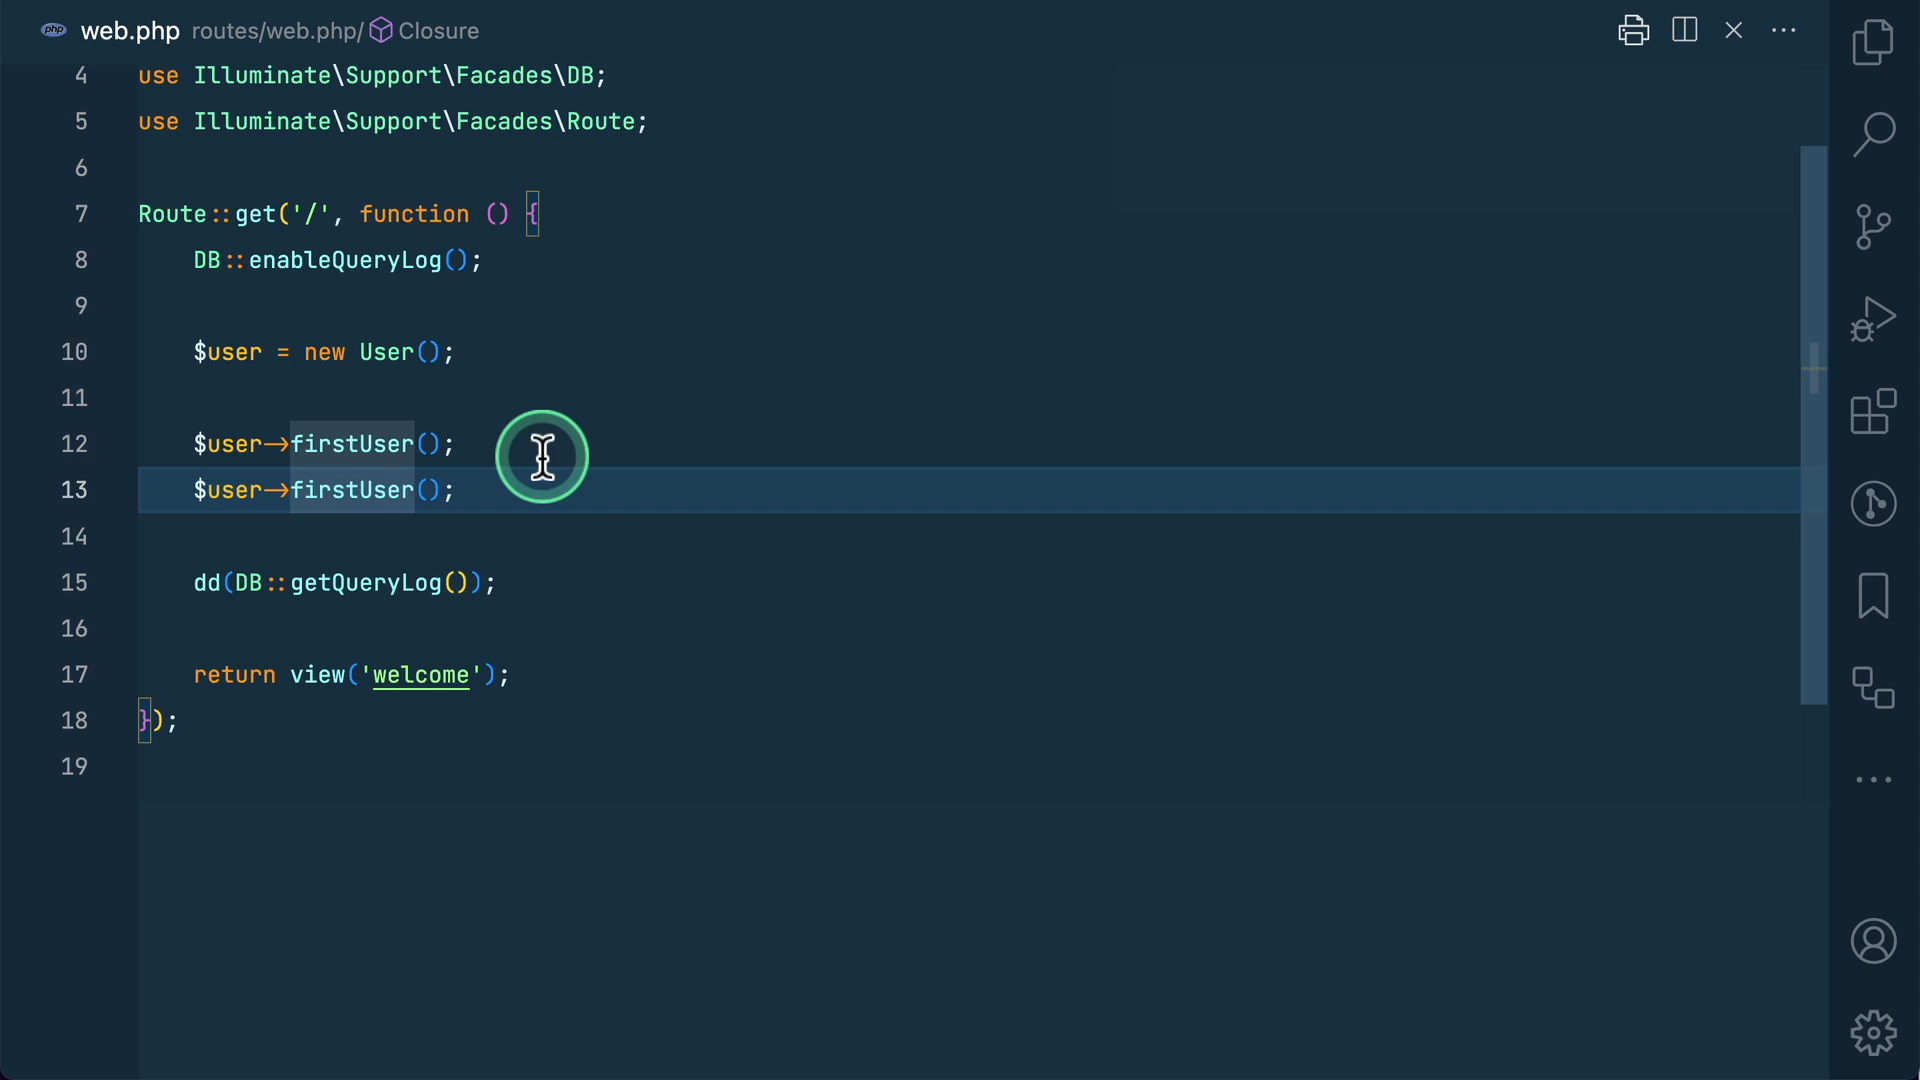 php web.php routes/web.php/ Closure
4 use Illuminate\Support\Facades\DB;
5 use Illuminate\Support\Facades\Route;
6
7 Route::get('/', function () {
8 DB::enableQueryLog();
9
10 $user = new User();
11
12 $user->firstUser();
13 $user->firstUser();
14
15 dd(DB::getQueryLog());
16
17 return view('welcome');
18 });
19